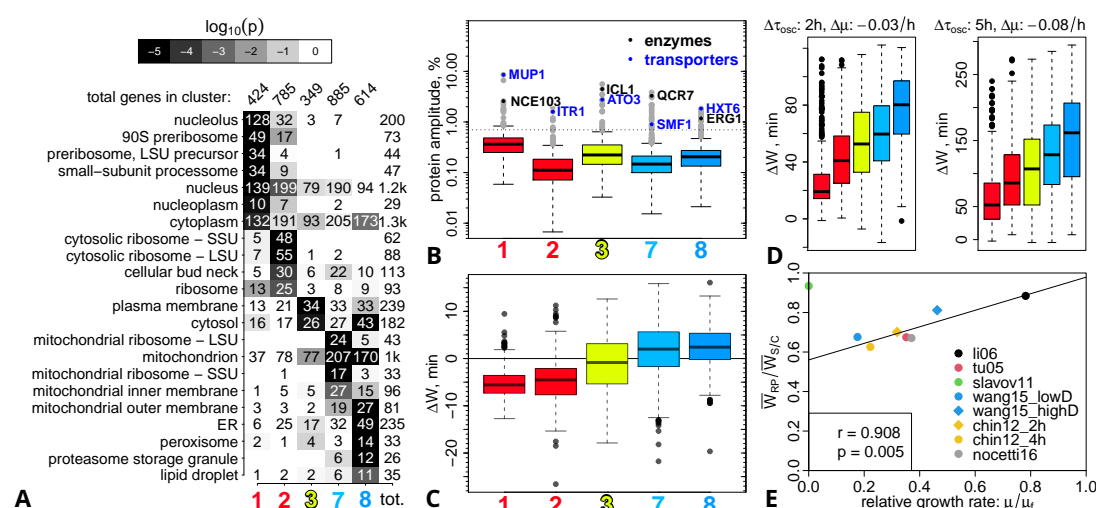 log10(p)
−5 −4 −3 −2 −1 0
total genes in cluster: 424 785 349 885 614
nucleolus 128 32 3 7 200
90S preribosome 49 17 73
preribosome, LSU precursor 34 4 1 44
small−subunit processome 34 9 47
nucleus 139 199 79 190 94 1.2k
nucleoplasm 10 7 2 29
cytoplasm 132 191 93 205 173 1.3k
cytosolic ribosome − SSU 5 48 62
cytosolic ribosome − LSU 7 55 1 2 88
cellular bud neck 5 30 6 22 10 113
ribosome 13 25 3 8 9 93
plasma membrane 13 21 34 33 33 239
cytosol 16 17 26 27 43 182
mitochondrial ribosome − LSU 24 5 43
mitochondrion 37 78 77 207 170 1k
mitochondrial ribosome − SSU 1 17 3 33
mitochondrial inner membrane 1 5 5 27 15 96
mitochondrial outer membrane 3 3 2 19 27 81
ER 6 25 17 32 49 235
peroxisome 2 1 4 3 14 33
proteasome storage granule 6 12 26
lipid droplet 1 2 2 6 11 35
1 2 3 7 8 tot.
A
protein amplitude, %
10.00
1.00
0.10
0.01
enzymes
transporters
MUP1
NCE103
ITR1
ICL1
ATO3
QCR7
SMF1
HXT6
ERG1
1 2 3 7 8
B
ΔW, min
10
0
−10
−20
1 2 3 7 8
C
Δτosc: 2h, Δμ: −0.03/h
ΔW, min
80
40
0
Δτosc: 5h, Δμ: −0.08/h
ΔW, min
250
150
50
0
D
W̅RP/W̅S/C
1.0
0.8
0.6
0.4
0.2
0.0
li06
tu05
slavov11
wang15_lowD
wang15_highD
chin12_2h
chin12_4h
nocetti16
r = 0.908
p = 0.005
0.0 0.2 0.4 0.6 0.8 1.0
relative growth rate: μ/μf
E